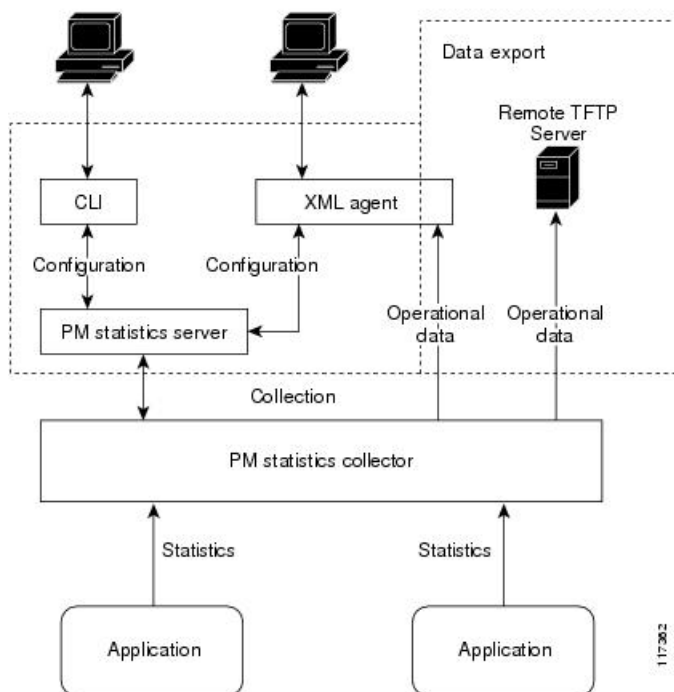 Data export
Remote TFTP
Server
CLI
XML agent
Configuration
Configuration
PM statistics server
Operational
data
Operational
data
Collection
PM statistics collector
Statistics
Statistics
Application
Application
117362